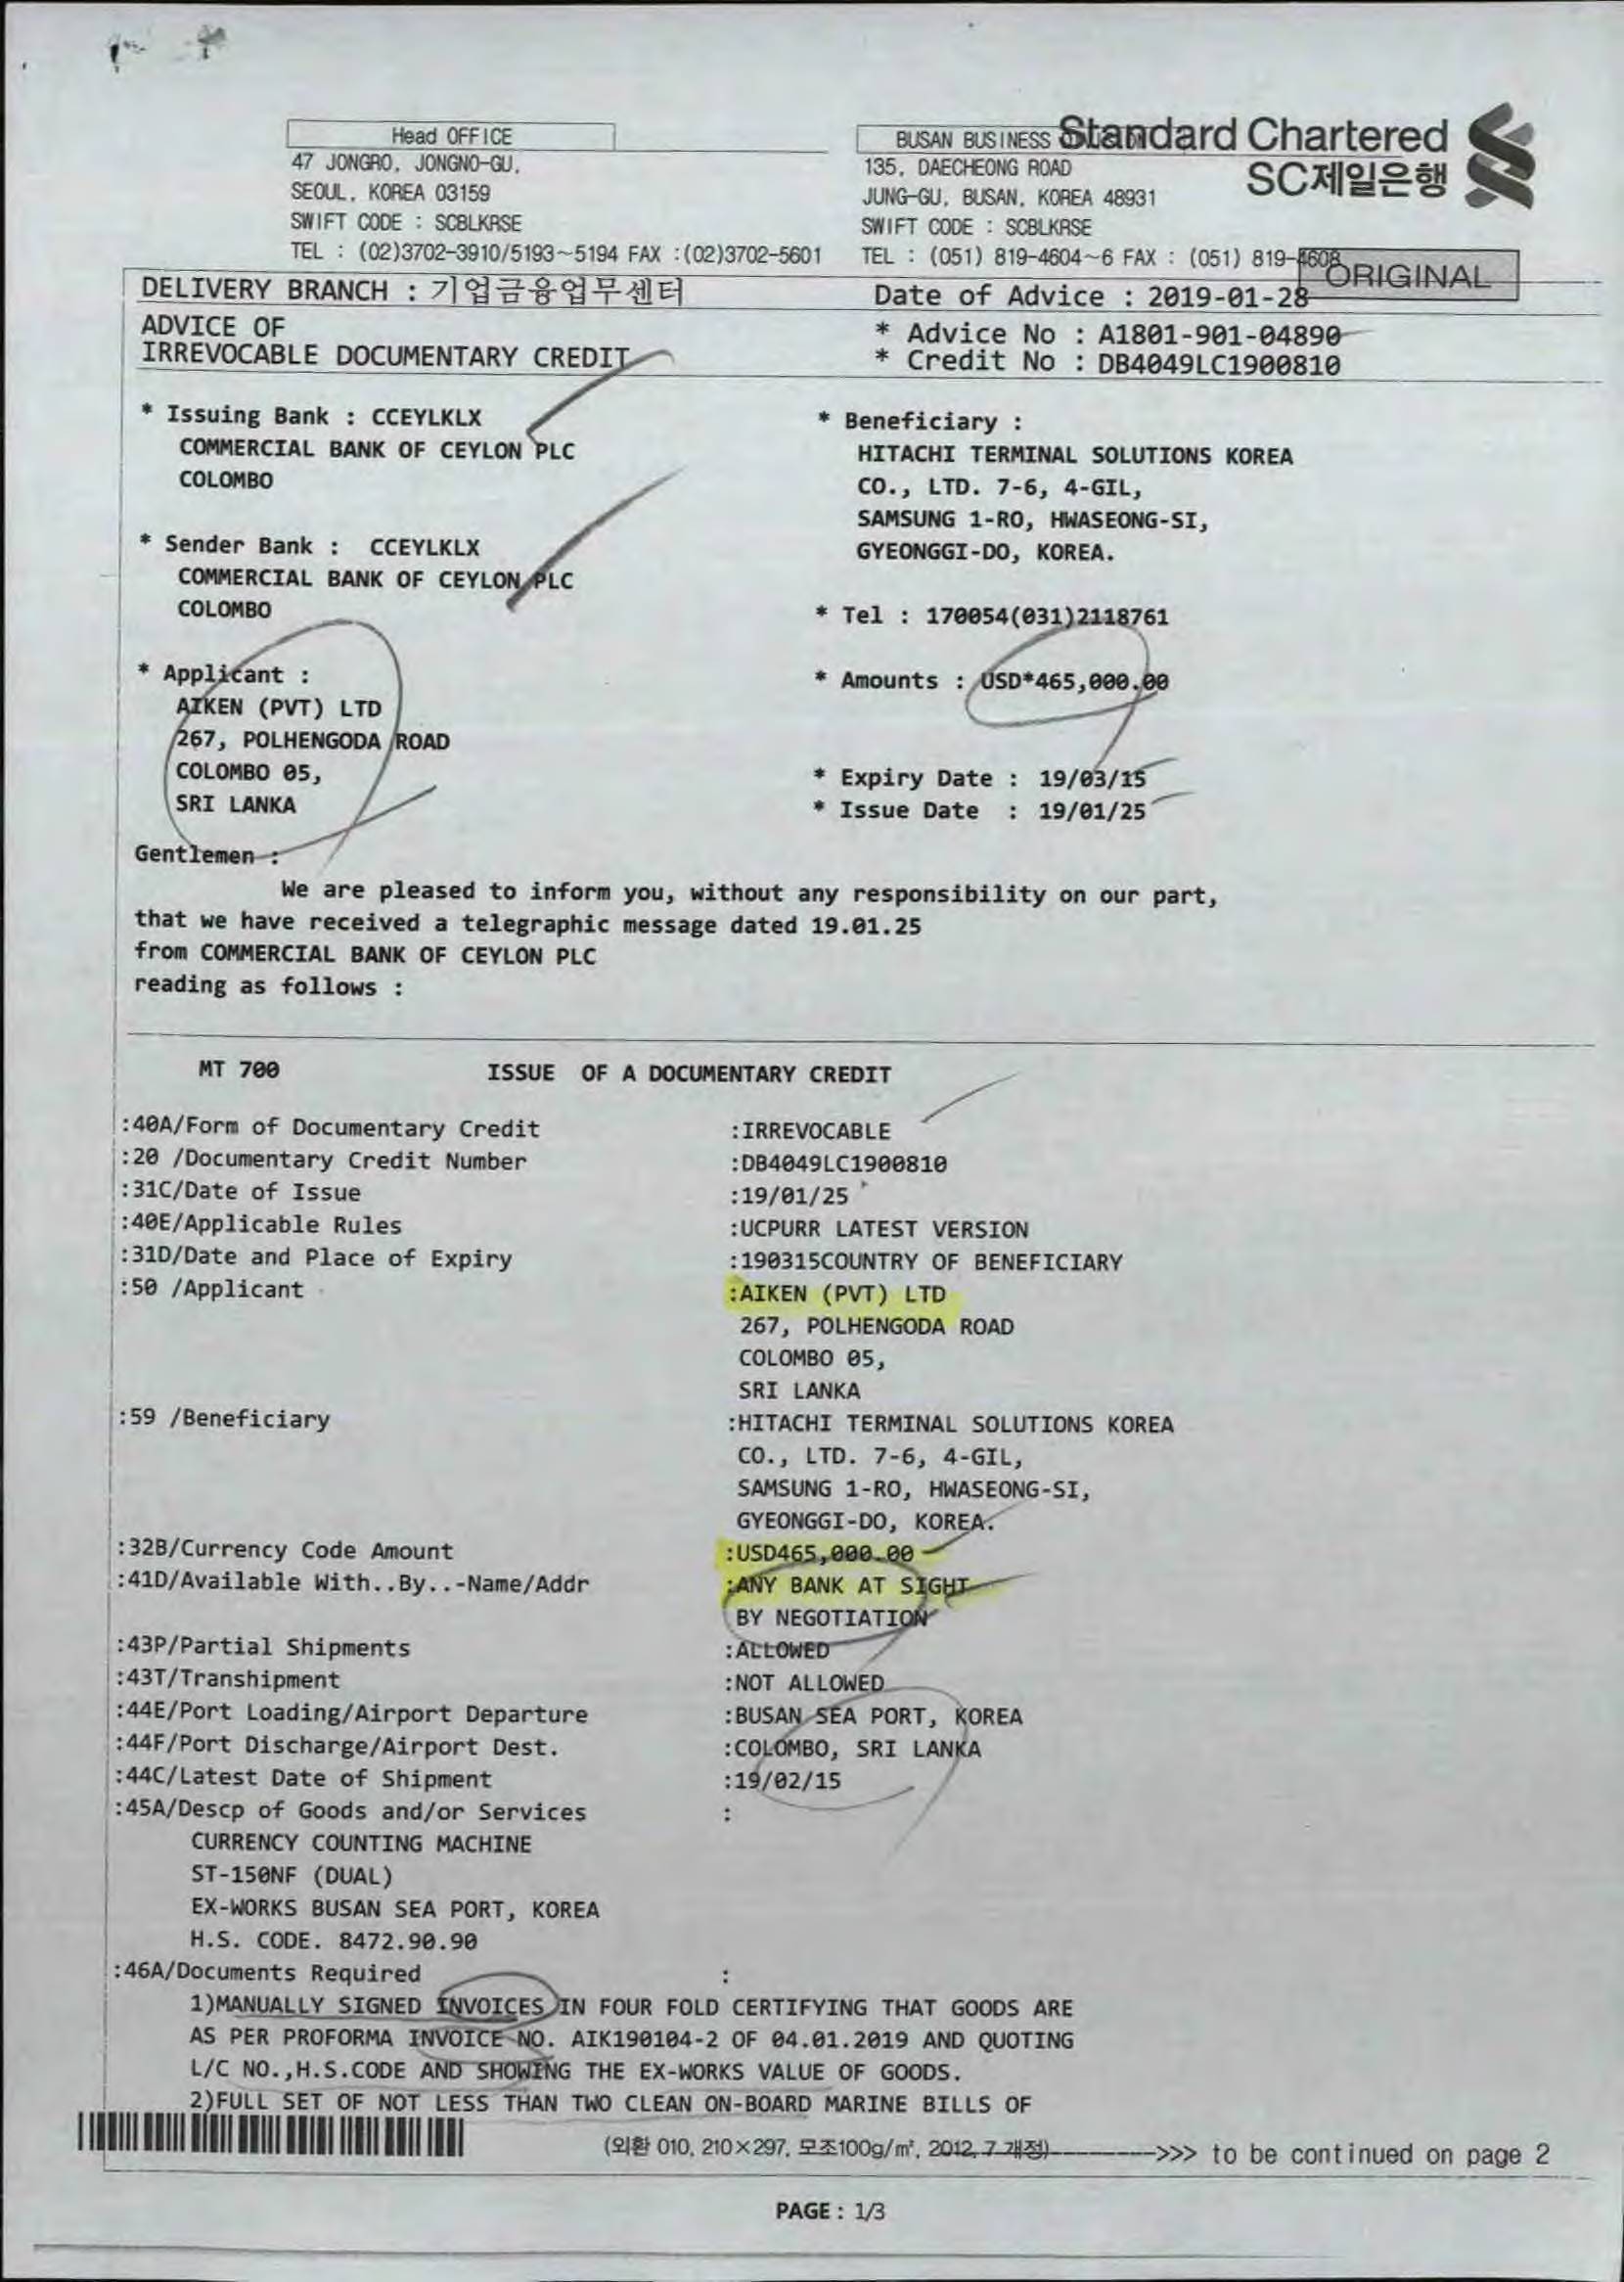 Head OFFICE
47 JONGRO, JONGNO-GU,
SEOUL, KOREA 03159
SWIFT CODE : SCBLKRSE
TEL : (02)3702-3910/5193~5194 FAX :(02)3702-5601
BUSAN BUSINESS
Standard Chartered
SC제일은행
135, DAECHEONG ROAD
JUNG-GU, BUSAN, KOREA 48931
SWIFT CODE : SCBLKRSE
TEL : (051) 819-4604~6 FAX : (051) 819-4608
ORIGINAL
DELIVERY BRANCH : 기업금융업무센터
Date of Advice : 2019-01-28
ADVICE OF
IRREVOCABLE DOCUMENTARY CREDIT
* Advice No : A1801-901-04890
* Credit No : DB4049LC1900810
* Issuing Bank : CCEYLKLX
COMMERCIAL BANK OF CEYLON PLC
COLOMBO
* Sender Bank : CCEYLKLX
COMMERCIAL BANK OF CEYLON PLC
COLOMBO
* Applicant :
AIKEN (PVT) LTD
267, POLHENGODA ROAD
COLOMBO 05,
SRI LANKA
* Beneficiary :
HITACHI TERMINAL SOLUTIONS KOREA
CO., LTD. 7-6, 4-GIL,
SAMSUNG 1-RO, HWASEONG-SI,
GYEONGGI-DO, KOREA.
* Tel : 170054(031)2118761
* Amounts : USD*465,000.00
* Expiry Date : 19/03/15
* Issue Date : 19/01/25
Gentlemen :
We are pleased to inform you, without any responsibility on our part,
that we have received a telegraphic message dated 19.01.25
from COMMERCIAL BANK OF CEYLON PLC
reading as follows :
MT 700 ISSUE OF A DOCUMENTARY CREDIT
:40A/Form of Documentary Credit :IRREVOCABLE
:20 /Documentary Credit Number :DB4049LC1900810
:31C/Date of Issue :19/01/25
:40E/Applicable Rules :UCPURR LATEST VERSION
:31D/Date and Place of Expiry :190315COUNTRY OF BENEFICIARY
:50 /Applicant :AIKEN (PVT) LTD
267, POLHENGODA ROAD
COLOMBO 05,
SRI LANKA
:59 /Beneficiary :HITACHI TERMINAL SOLUTIONS KOREA
CO., LTD. 7-6, 4-GIL,
SAMSUNG 1-RO, HWASEONG-SI,
GYEONGGI-DO, KOREA.
:32B/Currency Code Amount :USD465,000.00
:41D/Available With..By..-Name/Addr :ANY BANK AT SIGHT
BY NEGOTIATION
:43P/Partial Shipments :ALLOWED
:43T/Transhipment :NOT ALLOWED
:44E/Port Loading/Airport Departure :BUSAN SEA PORT, KOREA
:44F/Port Discharge/Airport Dest. :COLOMBO, SRI LANKA
:44C/Latest Date of Shipment :19/02/15
:45A/Descp of Goods and/or Services :
CURRENCY COUNTING MACHINE
ST-150NF (DUAL)
EX-WORKS BUSAN SEA PORT, KOREA
H.S. CODE. 8472.90.90
:46A/Documents Required :
1)MANUALLY SIGNED INVOICES IN FOUR FOLD CERTIFYING THAT GOODS ARE
AS PER PROFORMA INVOICE NO. AIK190104-2 OF 04.01.2019 AND QUOTING
L/C NO.,H.S.CODE AND SHOWING THE EX-WORKS VALUE OF GOODS.
2)FULL SET OF NOT LESS THAN TWO CLEAN ON-BOARD MARINE BILLS OF
(외환 010, 210×297, 모조100g/㎡, 2012, 7 개정) >>> to be continued on page 2
PAGE : 1/3